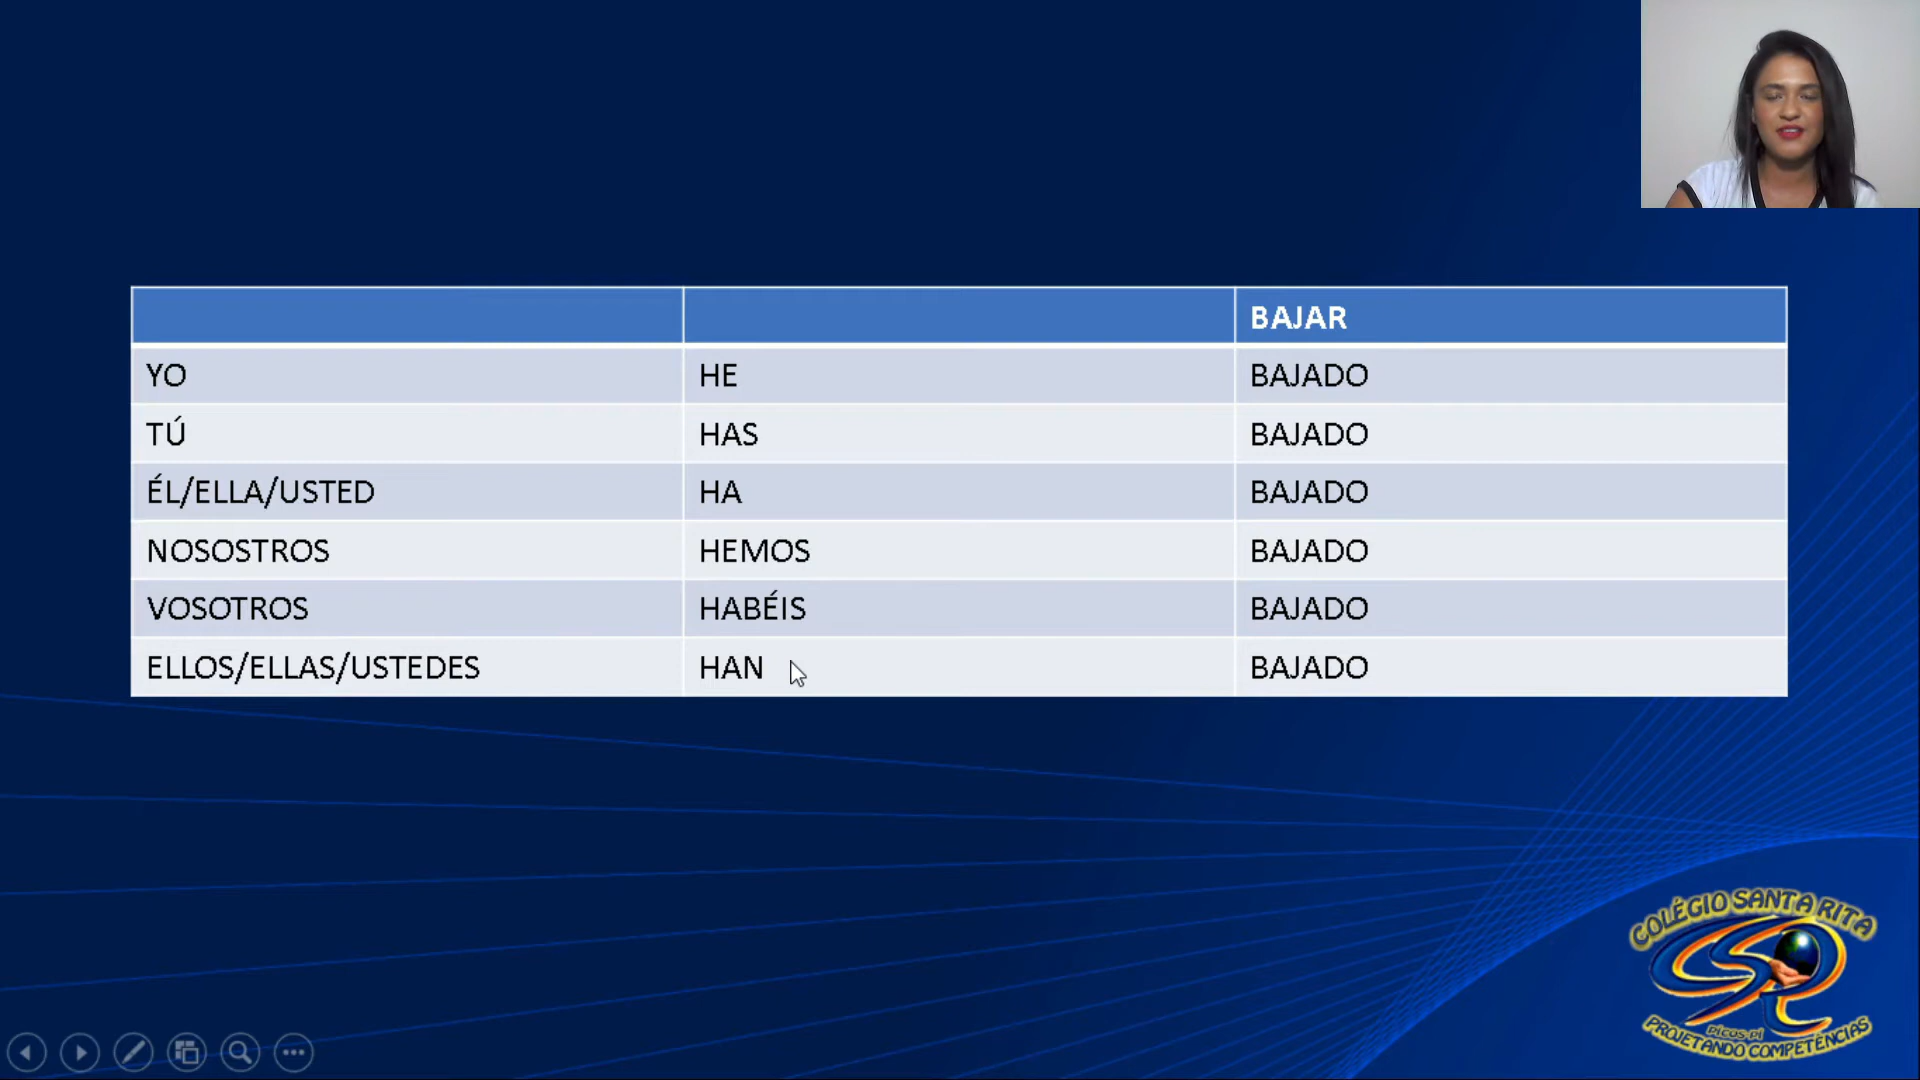 BAJAR
YO HE BAJADO
TÚ HAS BAJADO
ÉL/ELLA/USTED HA BAJADO
NOSOSTROS HEMOS BAJADO
VOSOTROS HABÉIS BAJADO
ELLOS/ELLAS/USTEDES HAN BAJADO
COLÉGIO SANTA RITA
PICOS-PI
PROJETANDO COMPETÊNCIAS